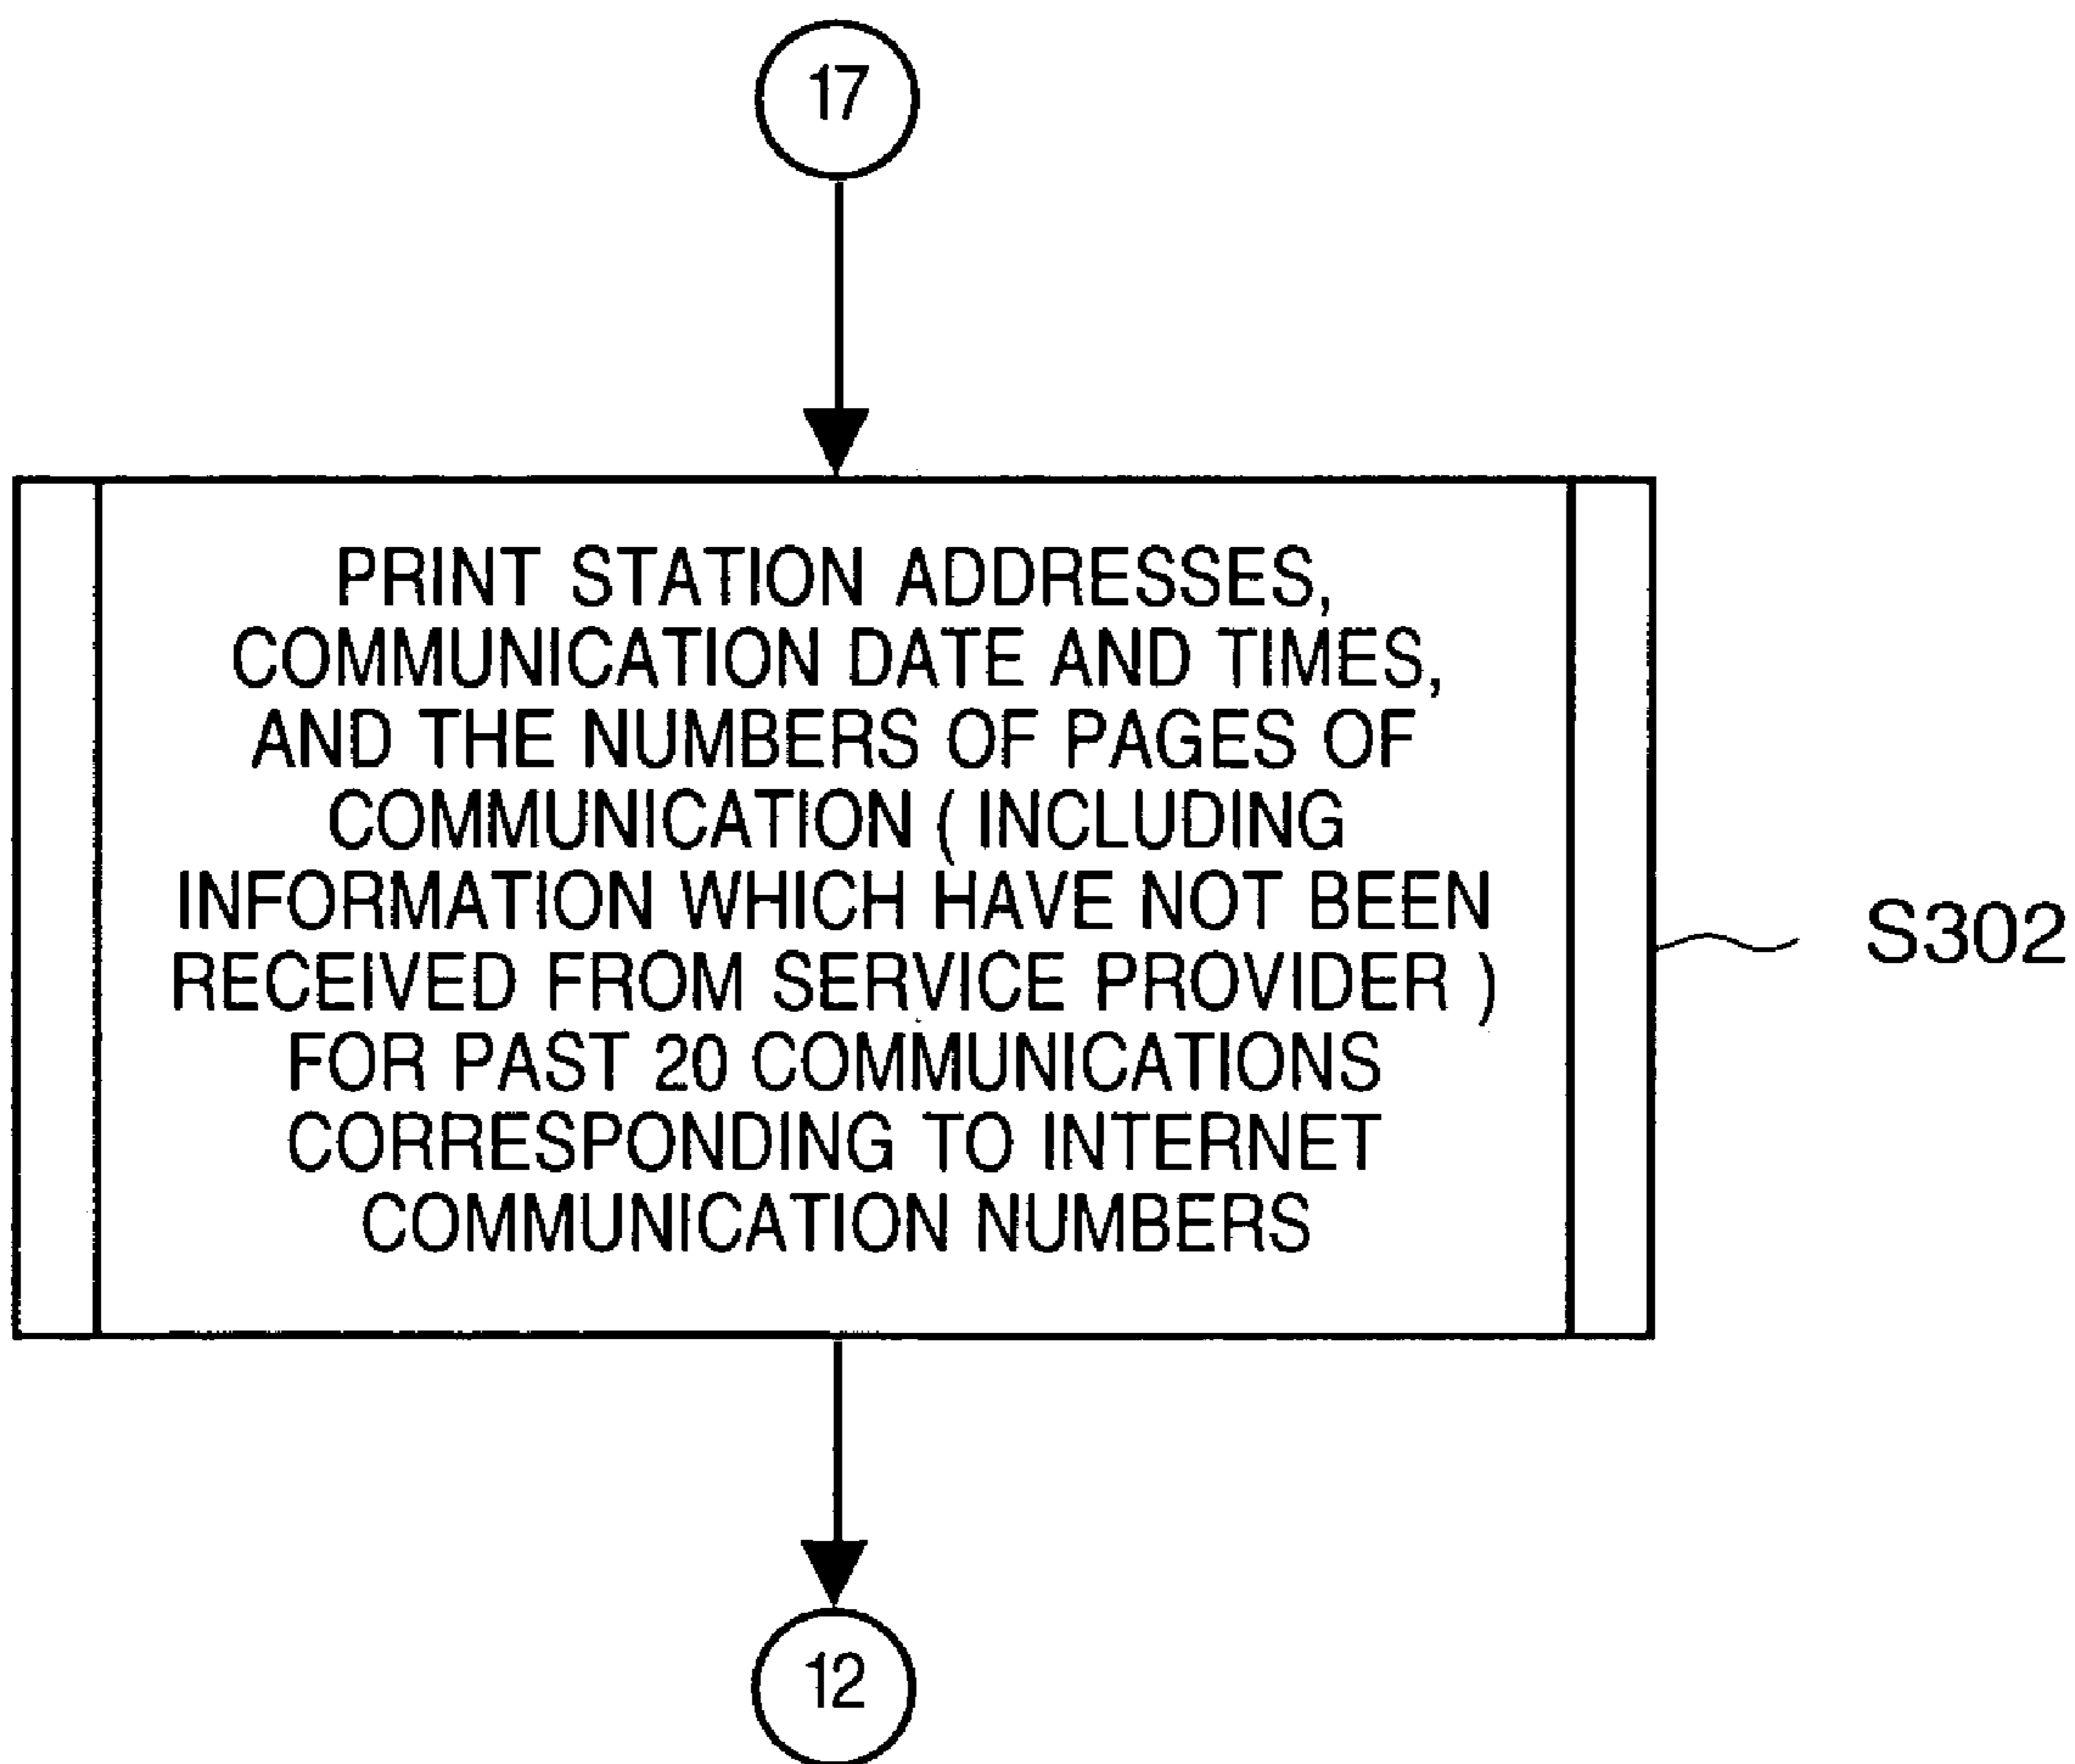 17
PRINT STATION ADDRESSES,
COMMUNICATION DATE AND TIMES,
AND THE NUMBERS OF PAGES OF
COMMUNICATION ( INCLUDING
INFORMATION WHICH HAVE NOT BEEN
RECEIVED FROM SERVICE PROVIDER )
FOR PAST 20 COMMUNICATIONS
CORRESPONDING TO INTERNET
COMMUNICATION NUMBERS
S302
12